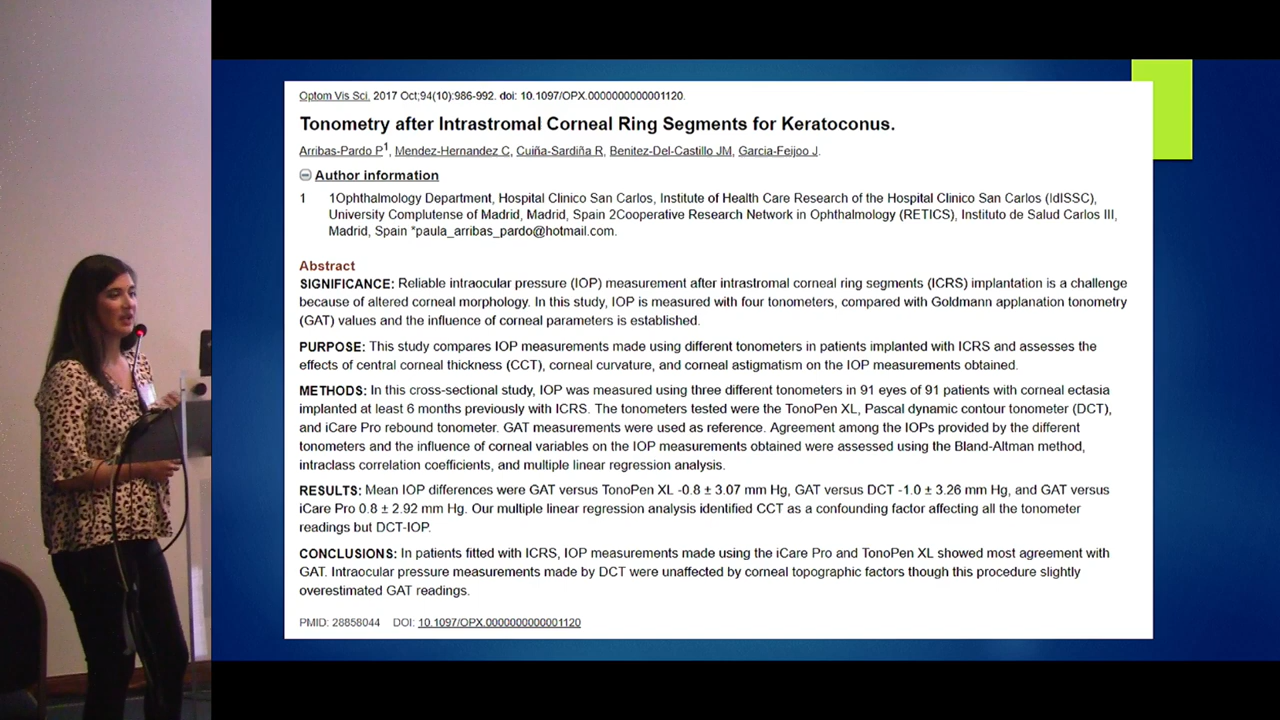 Optom Vis Sci. 2017 Oct;94(10):986-992. doi: 10.1097/OPX.0000000000001120.
Tonometry after Intrastromal Corneal Ring Segments for Keratoconus.
Arribas-Pardo P1, Mendez-Hernandez C, Cuiña-Sardiña R, Benitez-Del-Castillo JM, Garcia-Feijoo J.
Author information
1 1Ophthalmology Department, Hospital Clinico San Carlos, Institute of Health Care Research of the Hospital Clinico San Carlos (IdISSC),
University Complutense of Madrid, Madrid, Spain 2Cooperative Research Network in Ophthalmology (RETICS), Instituto de Salud Carlos III,
Madrid, Spain *paula_arribas_pardo@hotmail.com.
Abstract
SIGNIFICANCE: Reliable intraocular pressure (IOP) measurement after intrastromal corneal ring segments (ICRS) implantation is a challenge
because of altered corneal morphology. In this study, IOP is measured with four tonometers, compared with Goldmann applanation tonometry
(GAT) values and the influence of corneal parameters is established.
PURPOSE: This study compares IOP measurements made using different tonometers in patients implanted with ICRS and assesses the
effects of central corneal thickness (CCT), corneal curvature, and corneal astigmatism on the IOP measurements obtained.
METHODS: In this cross-sectional study, IOP was measured using three different tonometers in 91 eyes of 91 patients with corneal ectasia
implanted at least 6 months previously with ICRS. The tonometers tested were the TonoPen XL, Pascal dynamic contour tonometer (DCT),
and iCare Pro rebound tonometer. GAT measurements were used as reference. Agreement among the IOPs provided by the different
tonometers and the influence of corneal variables on the IOP measurements obtained were assessed using the Bland-Altman method,
intraclass correlation coefficients, and multiple linear regression analysis.
RESULTS: Mean IOP differences were GAT versus TonoPen XL -0.8 ± 3.07 mm Hg, GAT versus DCT -1.0 ± 3.26 mm Hg, and GAT versus
iCare Pro 0.8 ± 2.92 mm Hg. Our multiple linear regression analysis identified CCT as a confounding factor affecting all the tonometer
readings but DCT-IOP.
CONCLUSIONS: In patients fitted with ICRS, IOP measurements made using the iCare Pro and TonoPen XL showed most agreement with
GAT. Intraocular pressure measurements made by DCT were unaffected by corneal topographic factors though this procedure slightly
overestimated GAT readings.
PMID: 28858044 DOI: 10.1097/OPX.0000000000001120